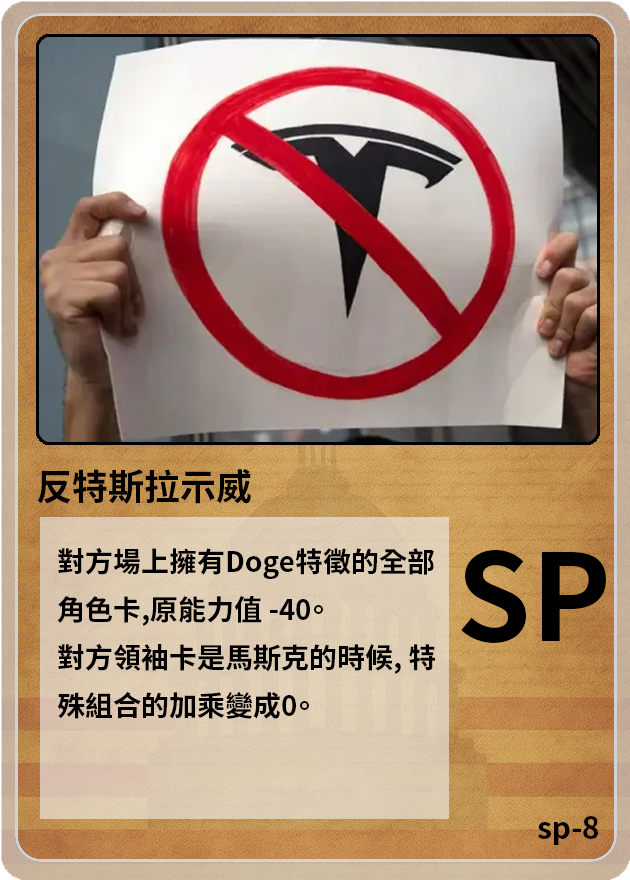 反特斯拉示威
對方場上擁有Doge特徵的全部
角色卡,原能力值 -40。
對方領袖卡是馬斯克的時候, 特
殊組合的加乘變成0。
SP
sp-8